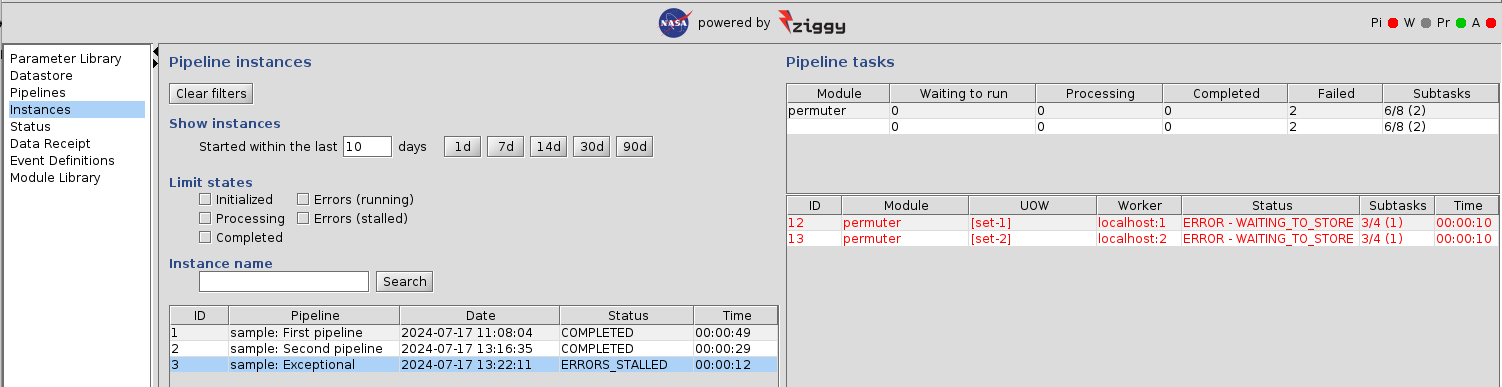 NASA powered by ziggy
Pi W Pr A
Parameter Library
Datastore
Pipelines
Instances
Status
Data Receipt
Event Definitions
Module Library
Pipeline instances
Clear filters
Show instances
Started within the last 10 days 1d 7d 14d 30d 90d
Limit states
Initialized Errors (running)
Processing Errors (stalled)
Completed
Instance name
Search
ID Pipeline Date Status Time
1 sample: First pipeline 2024-07-17 11:08:04 COMPLETED 00:00:49
2 sample: Second pipeline 2024-07-17 13:16:35 COMPLETED 00:00:29
3 sample: Exceptional 2024-07-17 13:22:11 ERRORS_STALLED 00:00:12
Pipeline tasks
Module Waiting to run Processing Completed Failed Subtasks
permuter 0 0 0 2 6/8 (2)
0 0 0 2 6/8 (2)
ID Module UOW Worker Status Subtasks Time
12 permuter [set-1] localhost:1 ERROR - WAITING_TO_STORE 3/4 (1) 00:00:10
13 permuter [set-2] localhost:2 ERROR - WAITING_TO_STORE 3/4 (1) 00:00:10